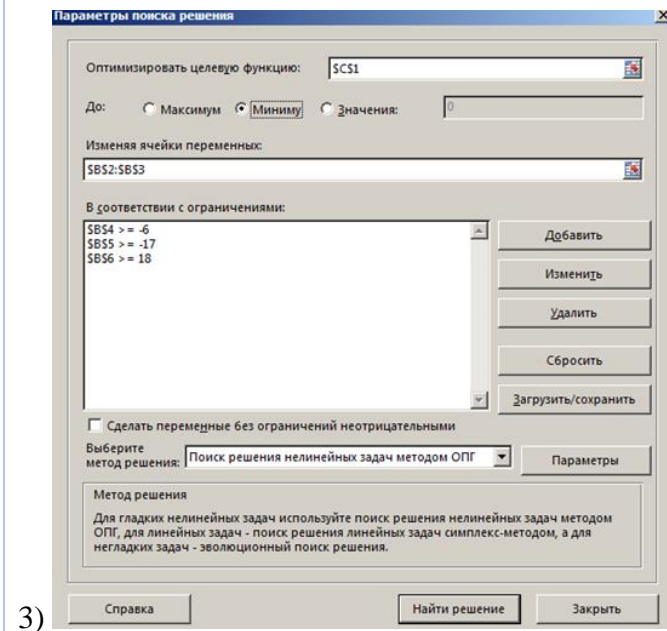 Параметры поиска решения
Оптимизировать целевую функцию: $C$1
До: Максимум Миниму Значения: 0
Изменяя ячейки переменных:
$B$2:$B$3
В соответствии с ограничениями:
$B$4 >= -6
$B$5 >= -17
$B$6 >= 18
Добавить
Изменить
Удалить
Сбросить
Загрузить/сохранить
Сделать переменные без ограничений неотрицательными
Выберите
метод решения: Поиск решения нелинейных задач методом ОПГ Параметры
Метод решения
Для гладких нелинейных задач используйте поиск решения нелинейных задач методом
ОПГ, для линейных задач - поиск решения линейных задач симплекс-методом, а для
негладких задач - эволюционный поиск решения.
3) Справка Найти решение Закрыть